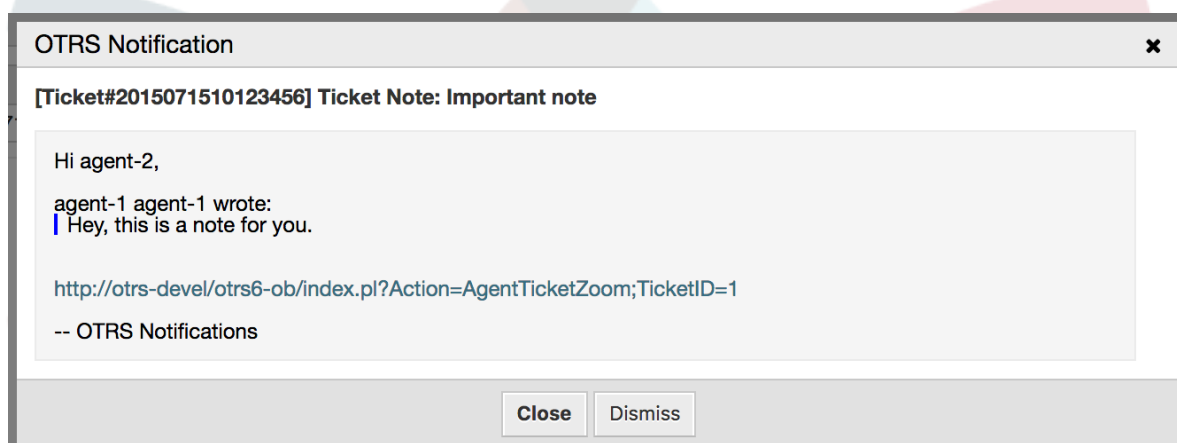 OTRS Notification
[Ticket#2015071510123456] Ticket Note: Important note
Hi agent-2,
agent-1 agent-1 wrote:
Hey, this is a note for you.
http://otrs-devel/otrs6-ob/index.pl?Action=AgentTicketZoom;TicketID=1
-- OTRS Notifications
Close Dismiss